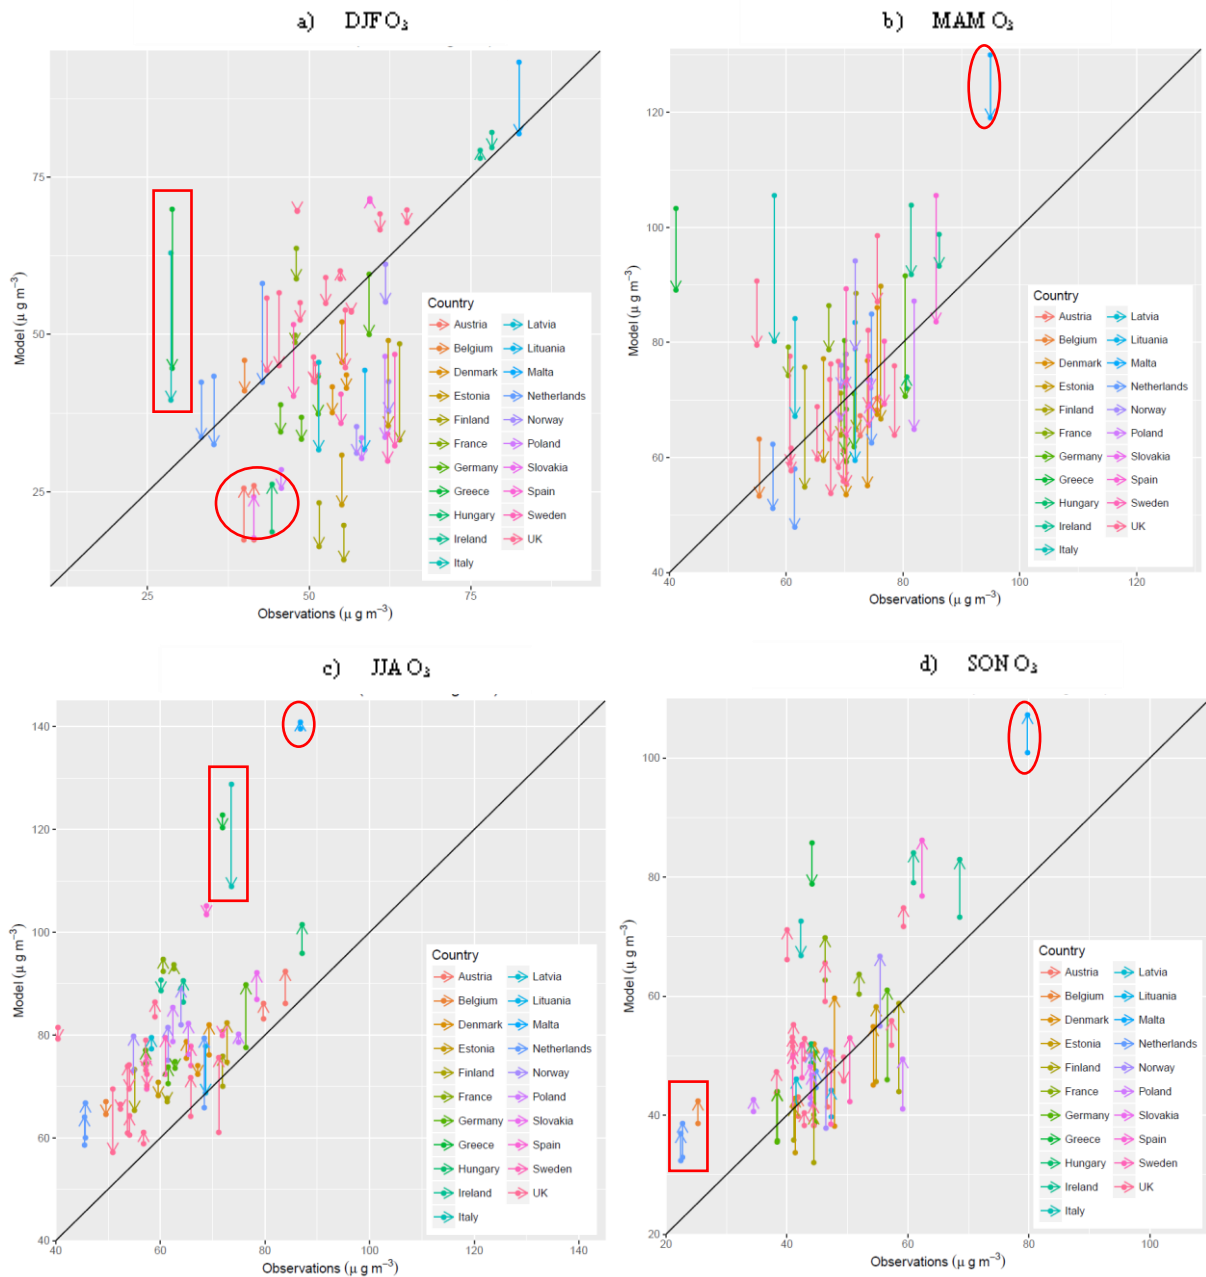 a) DJF O₃
75
50
25
25
50
75
Model (μ g m⁻³)
Observations (μ g m⁻³)
Country
Austria
Belgium
Denmark
Estonia
Finland
France
Germany
Greece
Hungary
Ireland
Italy
Latvia
Lituania
Malta
Netherlands
Norway
Poland
Slovakia
Spain
Sweden
UK
b) MAM O₃
120
100
80
60
40
40
60
80
100
120
Model (μ g m⁻³)
Observations (μ g m⁻³)
Country
Austria
Belgium
Denmark
Estonia
Finland
France
Germany
Greece
Hungary
Ireland
Italy
Latvia
Lituania
Malta
Netherlands
Norway
Poland
Slovakia
Spain
Sweden
UK
c) JJA O₃
140
120
100
80
60
40
40
60
80
100
120
140
Model (μ g m⁻³)
Observations (μ g m⁻³)
Country
Austria
Belgium
Denmark
Estonia
Finland
France
Germany
Greece
Hungary
Ireland
Italy
Latvia
Lituania
Malta
Netherlands
Norway
Poland
Slovakia
Spain
Sweden
UK
d) SON O₃
100
80
60
40
20
20
40
60
80
100
Model (μ g m⁻³)
Observations (μ g m⁻³)
Country
Austria
Belgium
Denmark
Estonia
Finland
France
Germany
Greece
Hungary
Ireland
Italy
Latvia
Lituania
Malta
Netherlands
Norway
Poland
Slovakia
Spain
Sweden
UK